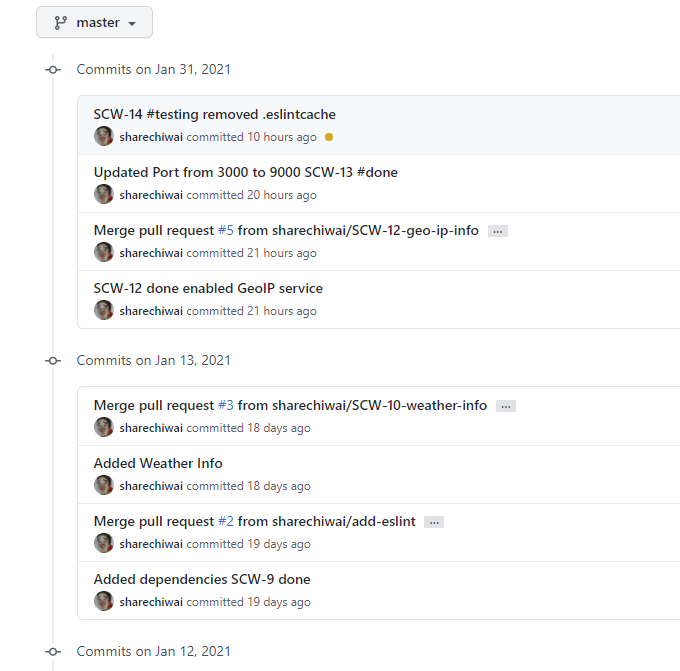 master
Commits on Jan 31, 2021
SCW-14 #testing removed .eslintcache
sharechiwai committed 10 hours ago
Updated Port from 3000 to 9000 SCW-13 #done
sharechiwai committed 20 hours ago
Merge pull request #5 from sharechiwai/SCW-12-geo-ip-info ...
sharechiwai committed 21 hours ago
SCW-12 done enabled GeoIP service
sharechiwai committed 21 hours ago
Commits on Jan 13, 2021
Merge pull request #3 from sharechiwai/SCW-10-weather-info ...
sharechiwai committed 18 days ago
Added Weather Info
sharechiwai committed 18 days ago
Merge pull request #2 from sharechiwai/add-eslint ...
sharechiwai committed 19 days ago
Added dependencies SCW-9 done
sharechiwai committed 19 days ago
Commits on Jan 12, 2021